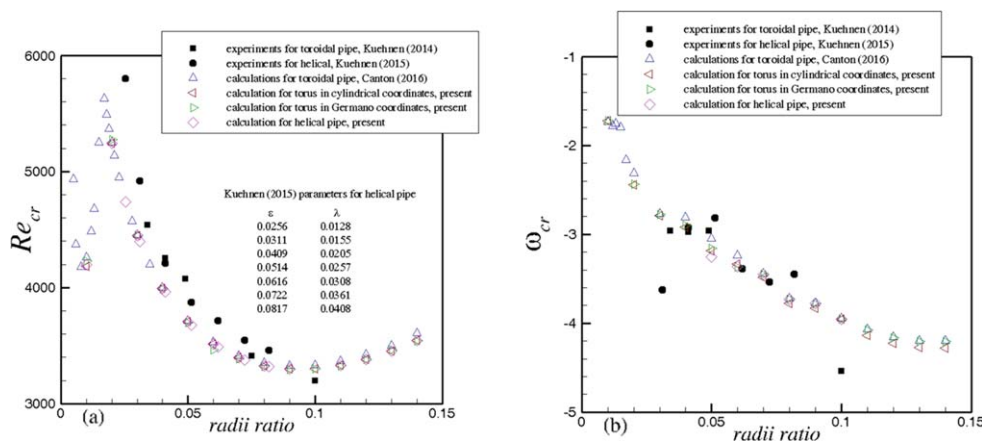 6000
5000
4000
3000
Re_cr
0
0.05
0.1
0.15
(a)
radii ratio
experiments for toroidal pipe, Kuehnen (2014)
experiments for helical, Kuehnen (2015)
calculations for toroidal pipe, Canton (2016)
calculation for torus in cylindrical coordinates, present
calculation for torus in Germano coordinates, present
calculation for helical pipe, present
Kuehnen (2015) parameters for helical pipe
ε λ
0.0256 0.0128
0.0311 0.0155
0.0409 0.0205
0.0514 0.0257
0.0616 0.0308
0.0722 0.0361
0.0817 0.0408
experiments for toroidal pipe, Kuehnen (2014)
experiments for helical pipe, Kuehnen (2015)
calculations for toroidal pipe, Canton (2016)
calculation for torus in cylindrical coordinates, present
calculation for torus in Germano coordinates, present
calculation for helical pipe, present
-1
-2
-3
-4
-5
ω_cr
0
0.05
0.1
0.15
(b)
radii ratio